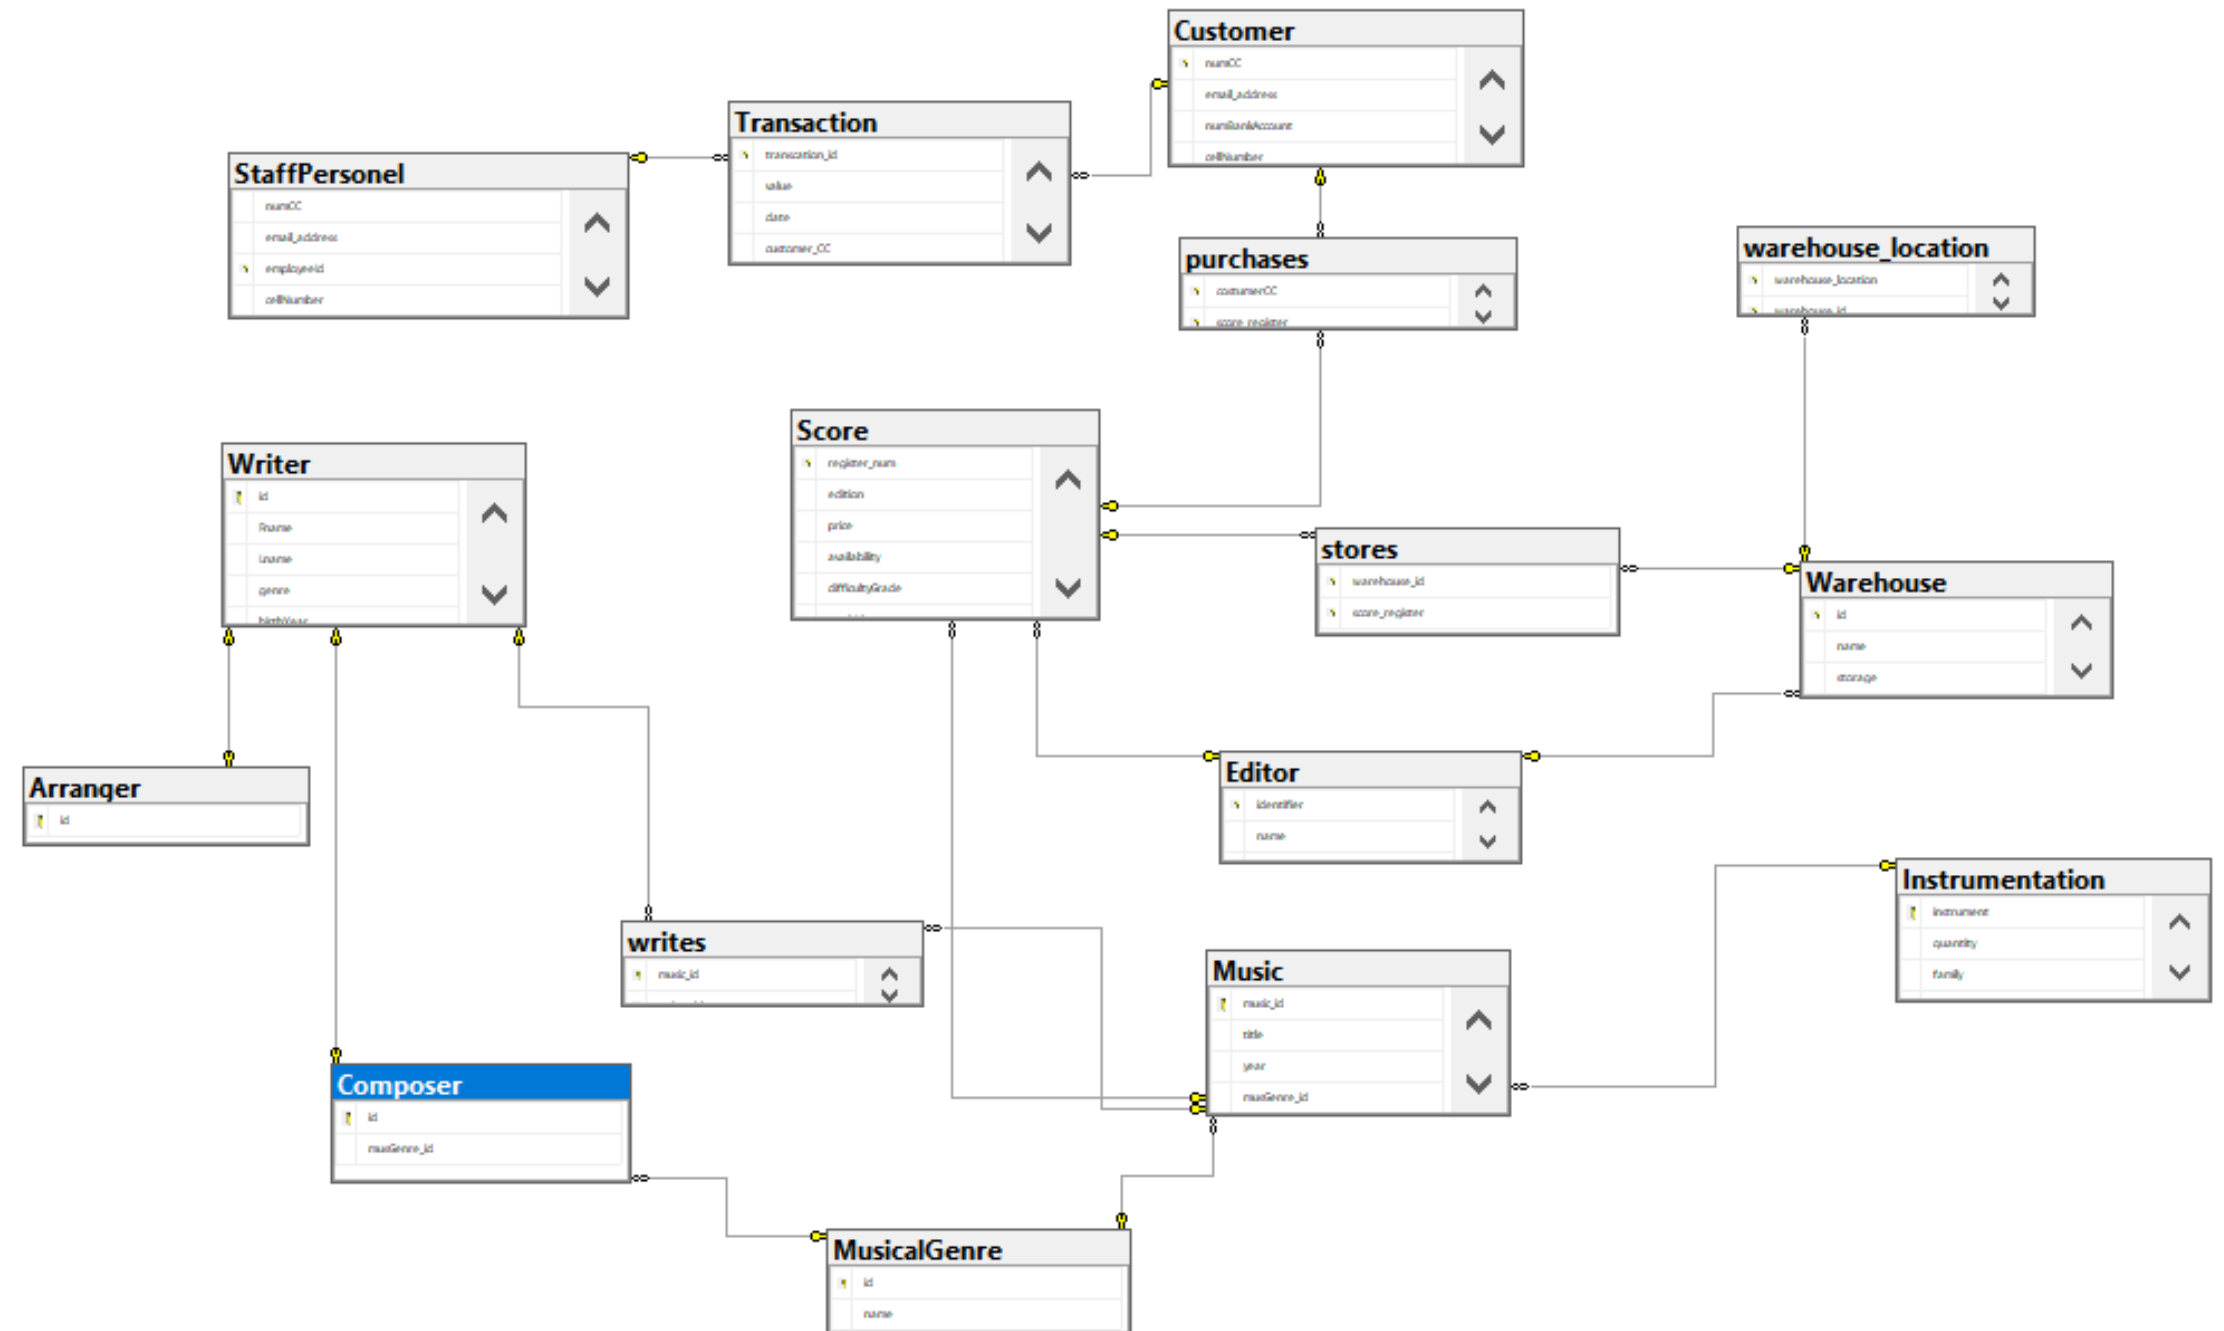 Customer
numCC
email_address
numBankAccount
cellNumber
Transaction
transcation_id
value
date
customer_CC
StaffPersonel
numCC
email_address
employeeid
cellNumber
purchases
costumerCC
score_register
warehouse_location
warehouse_location
warehouse_id
Score
register_num
edition
price
availability
difficultyGrade
Writer
id
Fname
Lname
genre
birthYear
stores
warehouse_id
score_register
Warehouse
id
name
storage
Editor
identifier
name
Arranger
id
Instrumentation
instrument
quantity
family
writes
music_id
Music
music_id
title
year
musGenre_id
Composer
id
musGenre_id
MusicalGenre
id
name